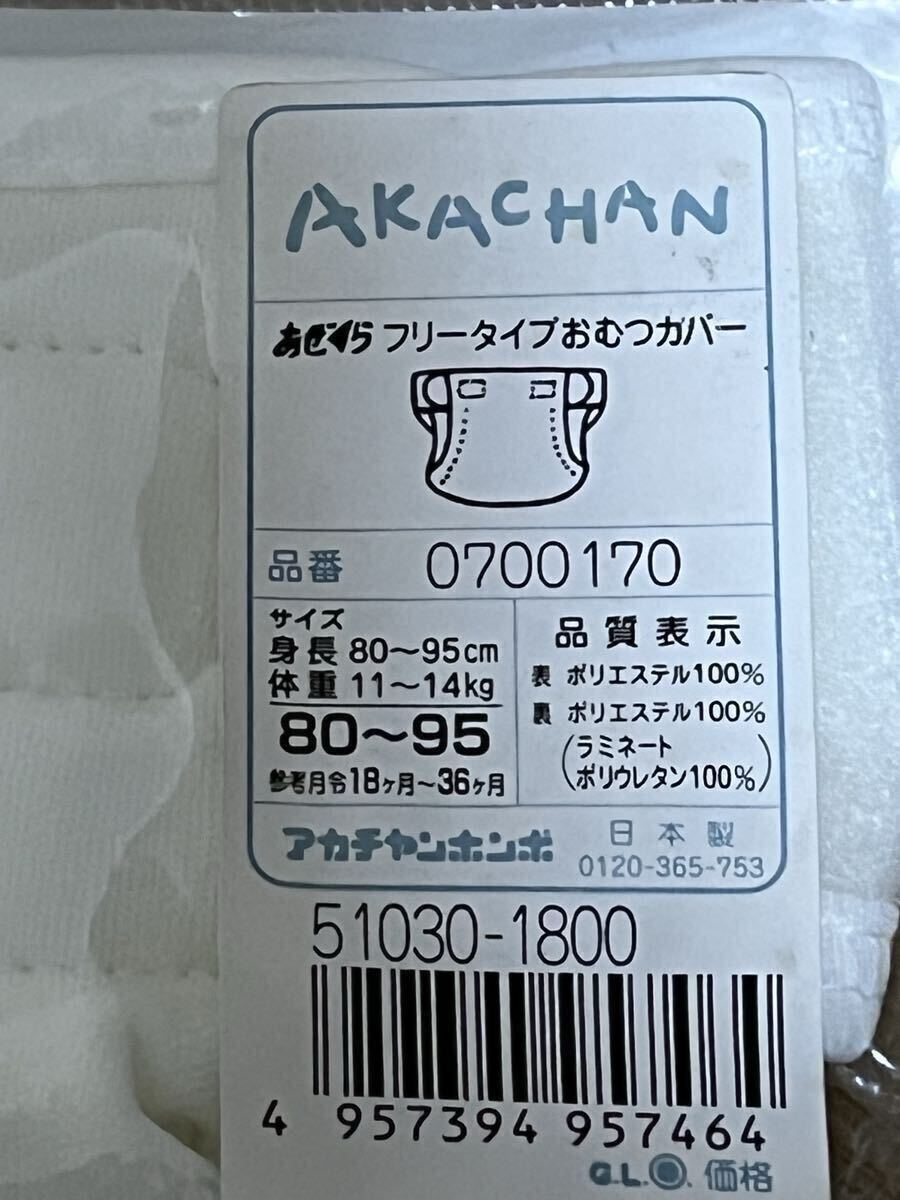 AKACHAN
あぜくら フリータイプおむつカバー
品番 0700170
サイズ
身長 80〜95cm
体重 11〜14kg
80〜95
参考月令18ヶ月〜36ヶ月
品質表示
表 ポリエステル100%
裏 ポリエステル100%
(ラミネート
ポリウレタン100%)
アカチヤンホンポ
日本製
0120-365-753
51030-1800
4 957394 957464
G.L. 価格